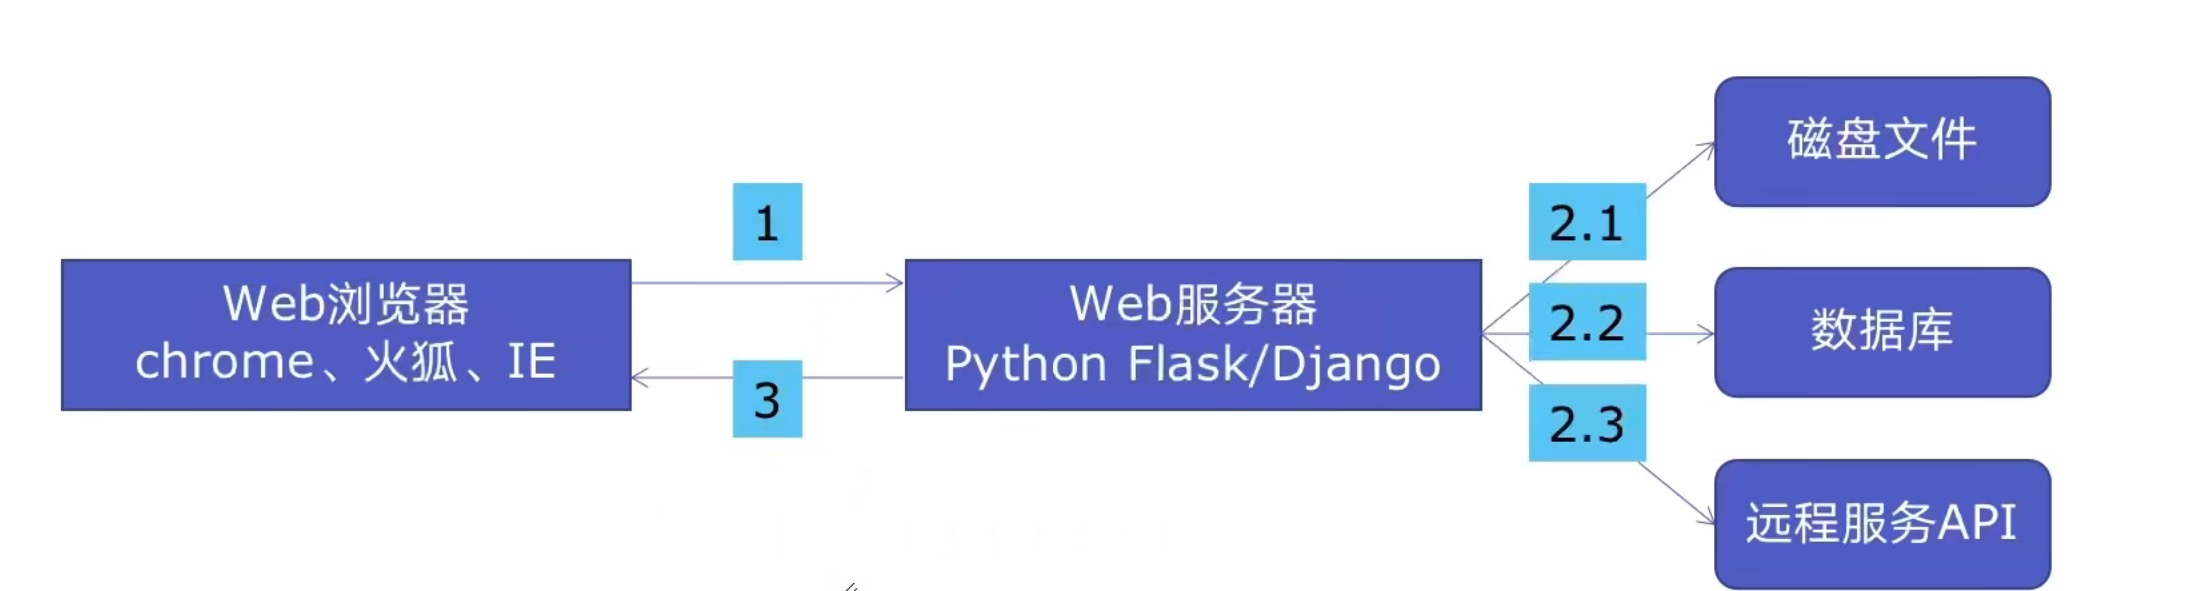 磁盘文件
1
2.1
Web浏览器
chrome、火狐、IE
Web服务器
Python Flask/Django
2.2
数据库
3
2.3
远程服务API